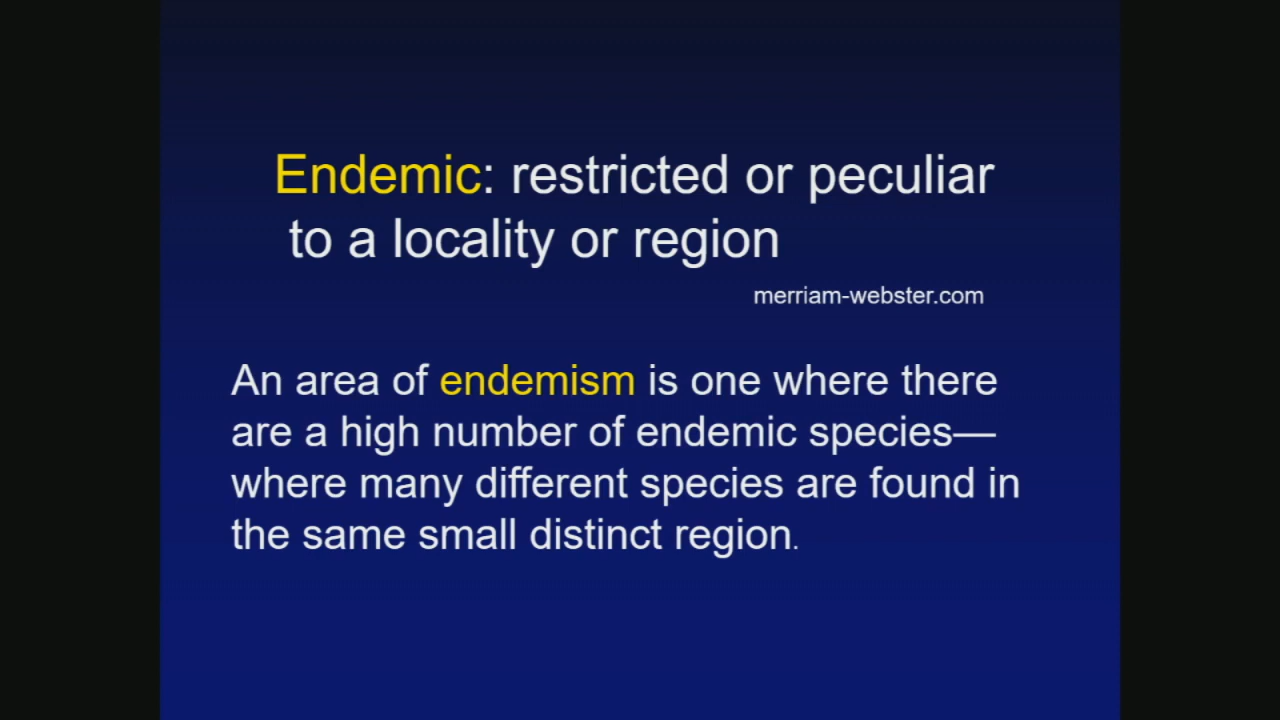 Endemic: restricted or peculiar
to a locality or region
merriam-webster.com
An area of endemism is one where there
are a high number of endemic species—
where many different species are found in
the same small distinct region.